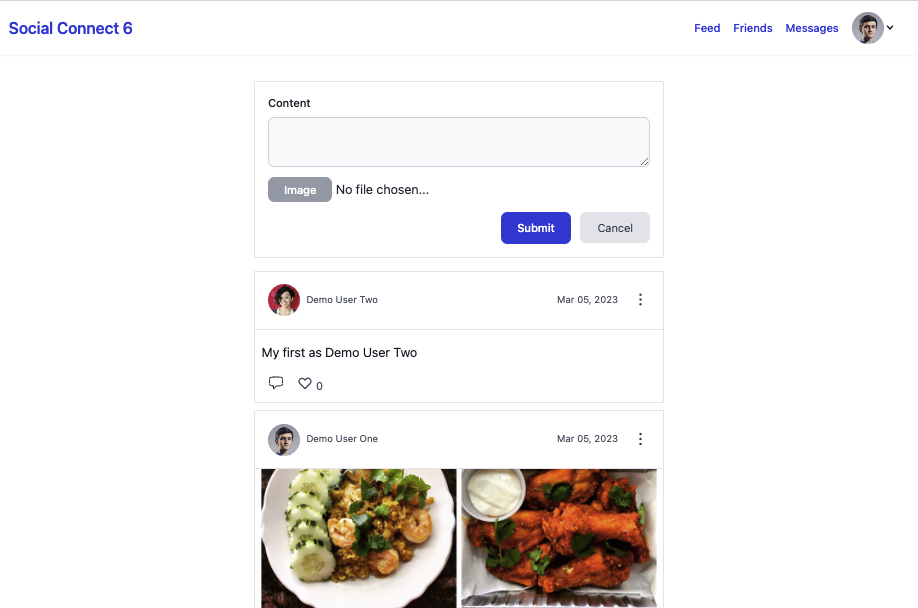 Social Connect 6
Feed Friends Messages
Content
Image No file chosen...
Submit Cancel
Demo User Two Mar 05, 2023
My first as Demo User Two
0
Demo User One Mar 05, 2023